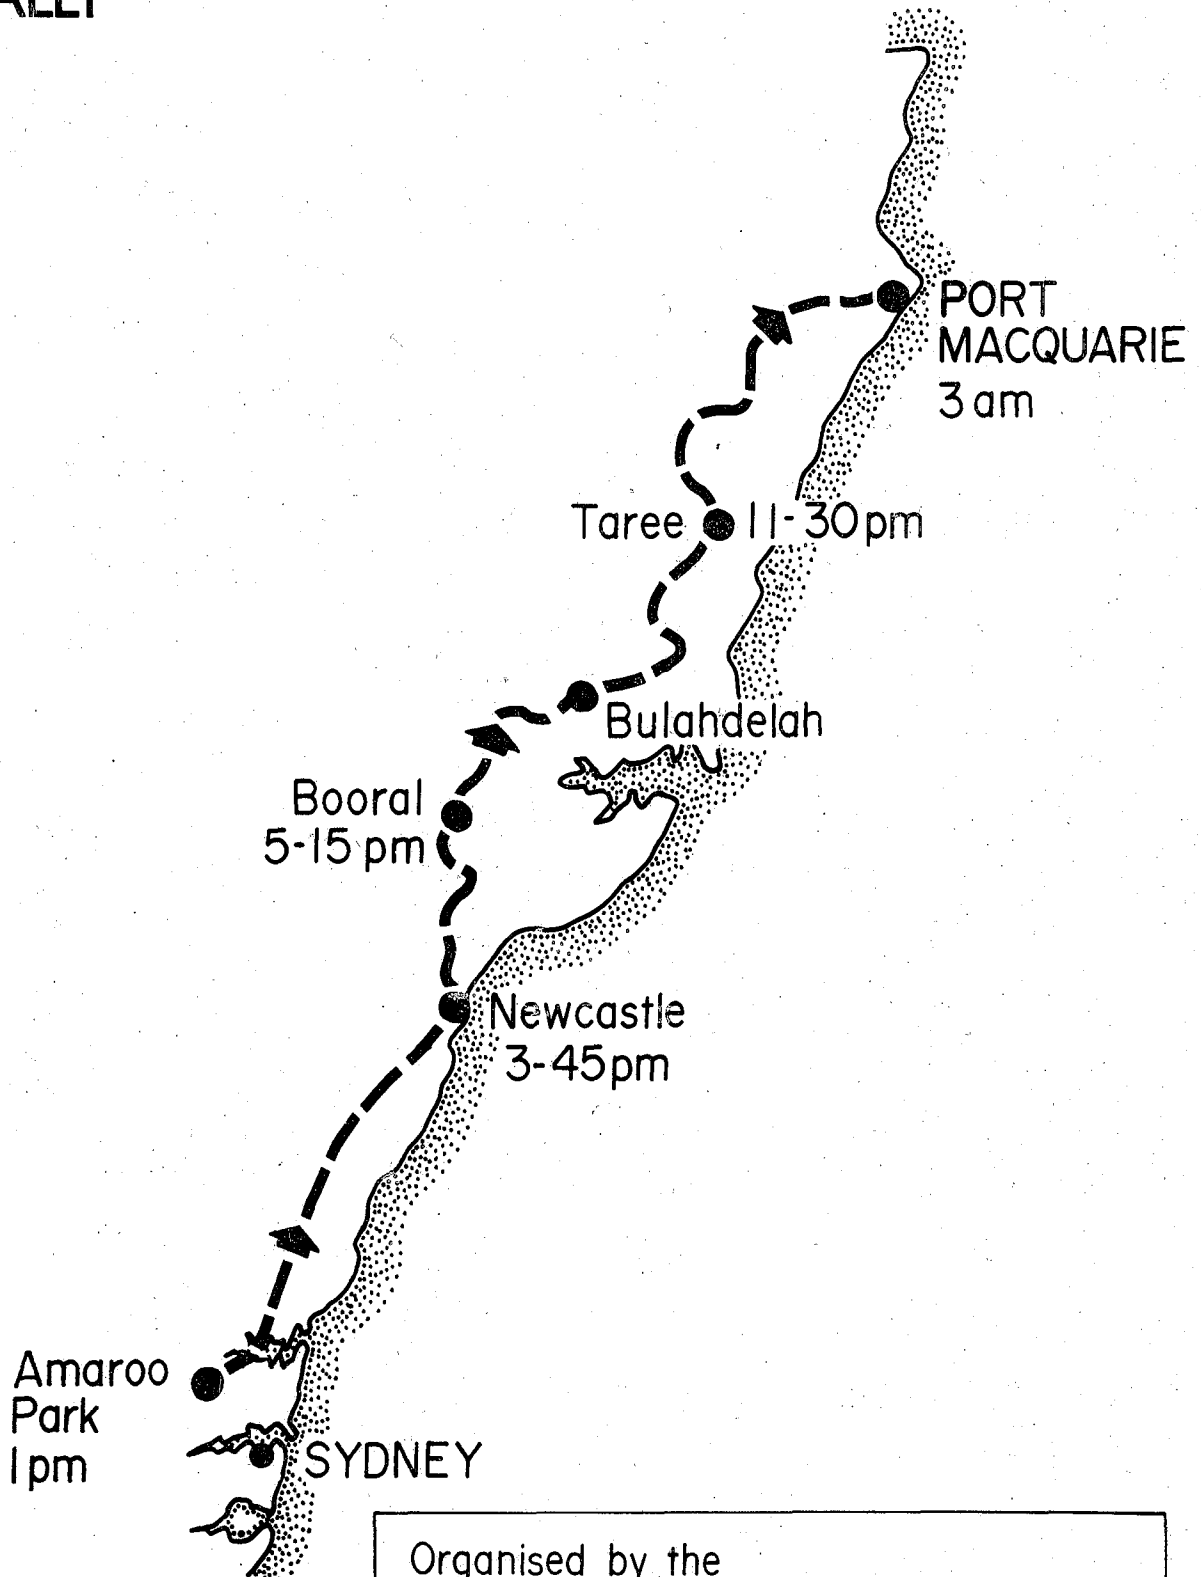 PORT
MACQUARIE
3 am
Taree 11-30pm
Bulahdelah
Booral
5-15 pm
Newcastle
3-45pm
Amaroo
Park
1pm
SYDNEY
Organised by the